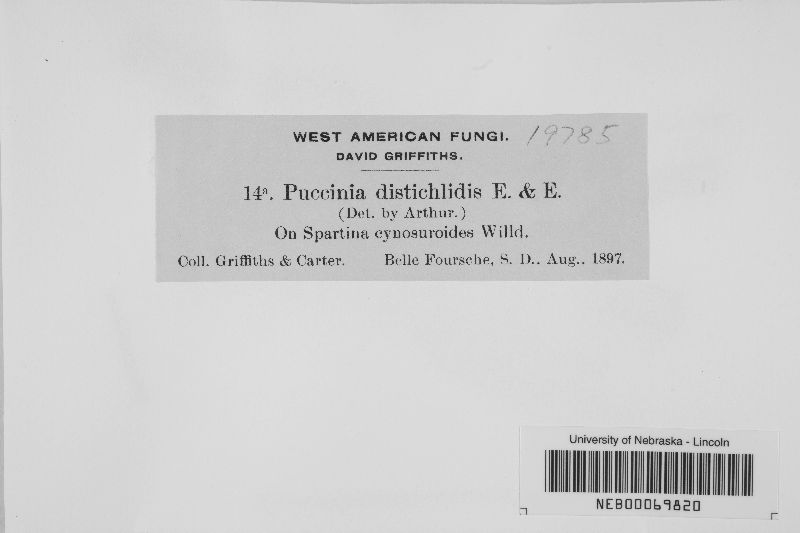 WEST AMERICAN FUNGI. 19785
DAVID GRIFFITHS.
14a. Puccinia distichlidis E. & E.
(Det. by Arthur.)
On Spartina cynosuroides Willd.
Coll. Griffiths & Carter. Belle Foursche, S. D., Aug., 1897.
University of Nebraska - Lincoln
NEB00069820